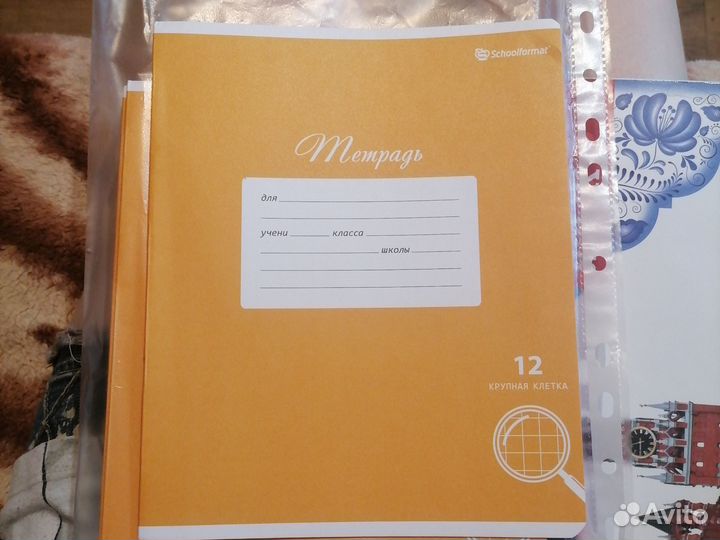 Schoolformat
Тетрадь
для
учени класса
школы
12
КРУПНАЯ КЛЕТКА
Avito